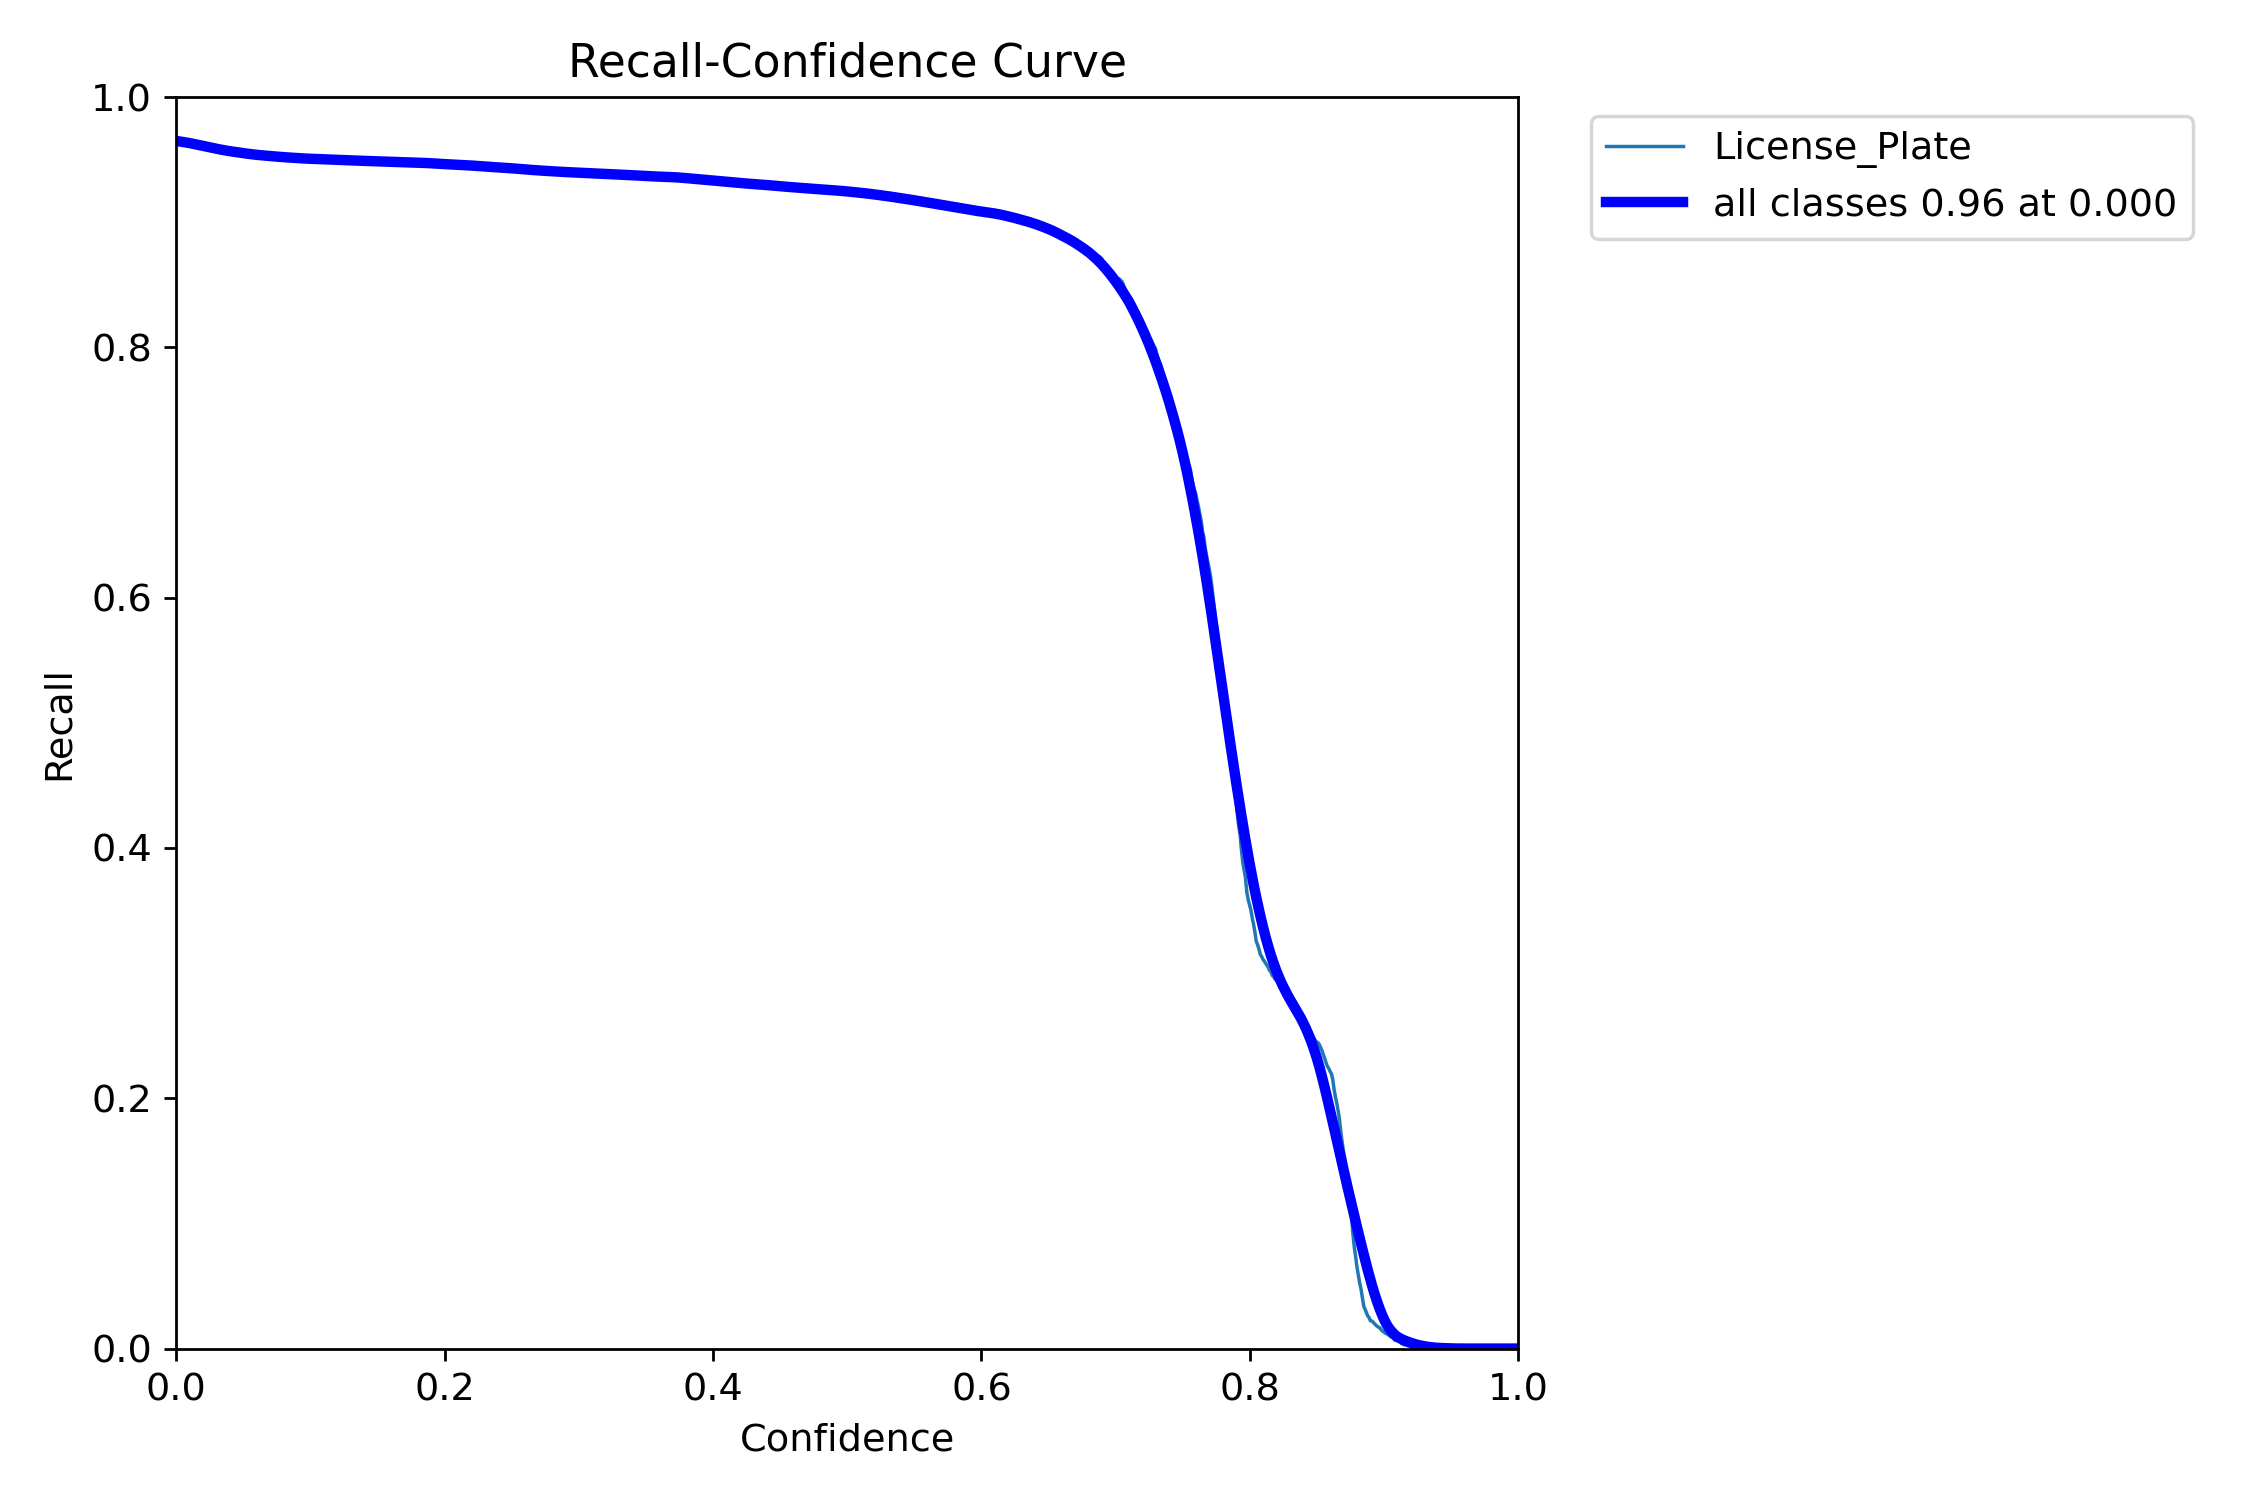 Recall-Confidence Curve
1.0
0.8
0.6
0.4
0.2
0.0
Recall
0.0 0.2 0.4 0.6 0.8 1.0
Confidence
License_Plate
all classes 0.96 at 0.000